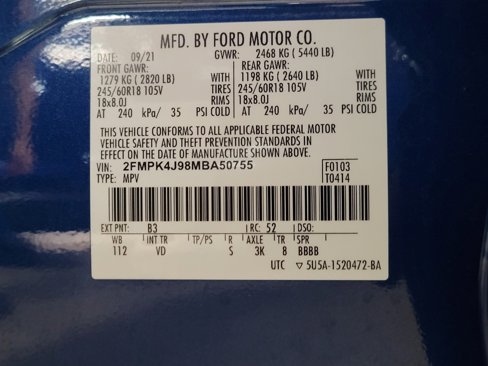 MFD. BY FORD MOTOR CO.
DATE: 09/21 GVWR: 2468 KG ( 5440 LB)
FRONT GAWR: REAR GAWR:
1279 KG ( 2820 LB) WITH 1198 KG ( 2640 LB) WITH
245/60R18 105V TIRES 245/60R18 105V TIRES
18x8.0J RIMS 18x8.0J RIMS
AT 240 kPa/ 35 PSI COLD AT 240 kPa/ 35 PSI COLD
THIS VEHICLE CONFORMS TO ALL APPLICABLE FEDERAL MOTOR
VEHICLE SAFETY AND THEFT PREVENTION STANDARDS IN
EFFECT ON THE DATE OF MANUFACTURE SHOWN ABOVE.
VIN: 2FMPK4J98MBA50755 F0103
TYPE: MPV T0414
EXT PNT: B3 RC: 52 DSO:
WB INT TR TP/PS R AXLE TR SPR
112 VD S 3K 8 BBBB
UTC ▽ 5U5A-1520472-BA